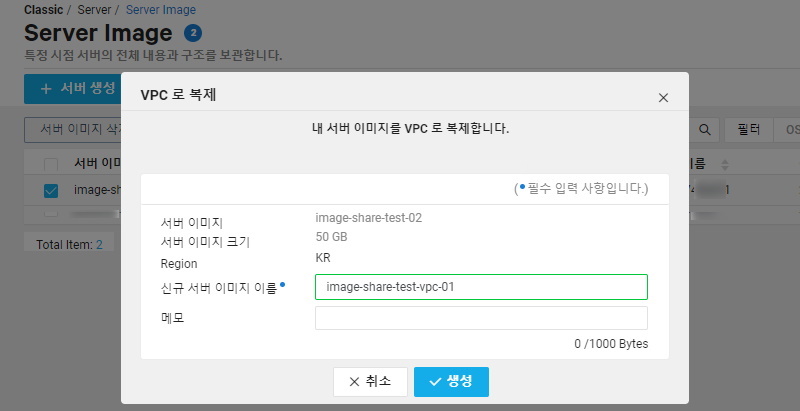 Classic / Server / Server Image
Server Image 2
특정 시점 서버의 전체 내용과 구조를 보관합니다.
+ 서버 생성
서버 이미지 삭
필터
OS
서버 이미
이름
image-sh
1
Total Item: 2
VPC 로 복제
내 서버 이미지를 VPC 로 복제합니다.
(•필수 입력 사항입니다.)
서버 이미지 image-share-test-02
서버 이미지 크기 50 GB
Region KR
신규 서버 이미지 이름• image-share-test-vpc-01
메모
0 /1000 Bytes
취소
생성